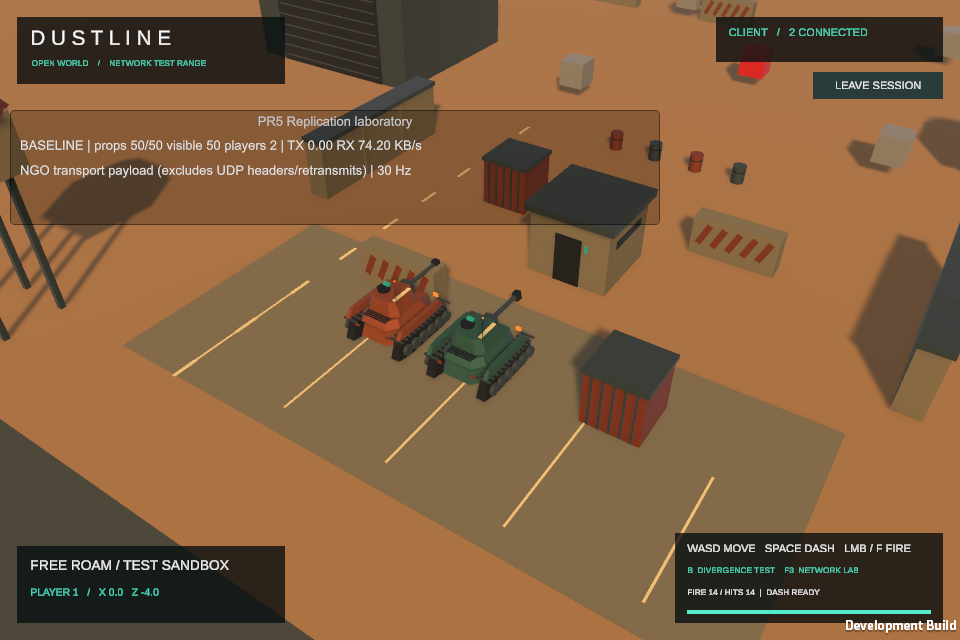 DUSTLINE
OPEN WORLD / NETWORK TEST RANGE
CLIENT / 2 CONNECTED
LEAVE SESSION
PR5 Replication laboratory
BASELINE | props 50/50 visible 50 players 2 | TX 0.00 RX 74.20 KB/s
NGO transport payload (excludes UDP headers/retransmits) | 30 Hz
FREE ROAM / TEST SANDBOX
PLAYER 1 / X 0.0 Z -4.0
WASD MOVE SPACE DASH LMB / F FIRE
B DIVERGENCE TEST F3 NETWORK LAB
FIRE 14 / HITS 14 | DASH READY
Development Build